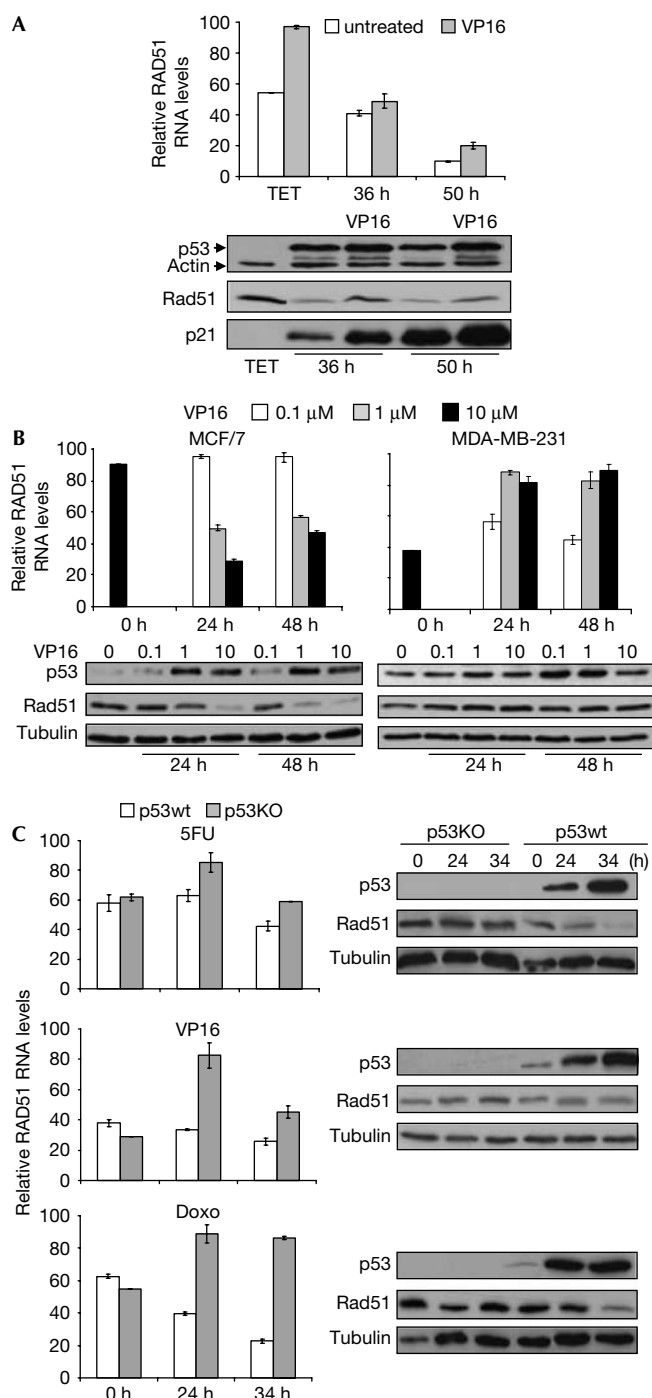 A
untreated VP16
Relative RAD51
RNA levels
100
80
60
40
20
0
TET 36 h 50 h
VP16 VP16
p53
Actin
Rad51
p21
TET 36 h 50 h
VP16 0.1 µM 1 µM 10 µM
B
MCF/7 MDA-MB-231
Relative RAD51
RNA levels
100
80
60
40
20
0
0 h 24 h 48 h 0 h 24 h 48 h
VP16 0 0.1 1 10 0.1 1 10 0 0.1 1 10 0.1 1 10
p53
Rad51
Tubulin
24 h 48 h 24 h 48 h
p53wt p53KO
C
5FU
p53KO p53wt
0 24 34 0 24 34 (h)
Relative RAD51 RNA levels
100
80
60
40
20
0
p53
Rad51
Tubulin
VP16
100
80
60
40
20
0
p53
Rad51
Tubulin
Doxo
100
80
60
40
20
0
p53
Rad51
Tubulin
0 h 24 h 34 h